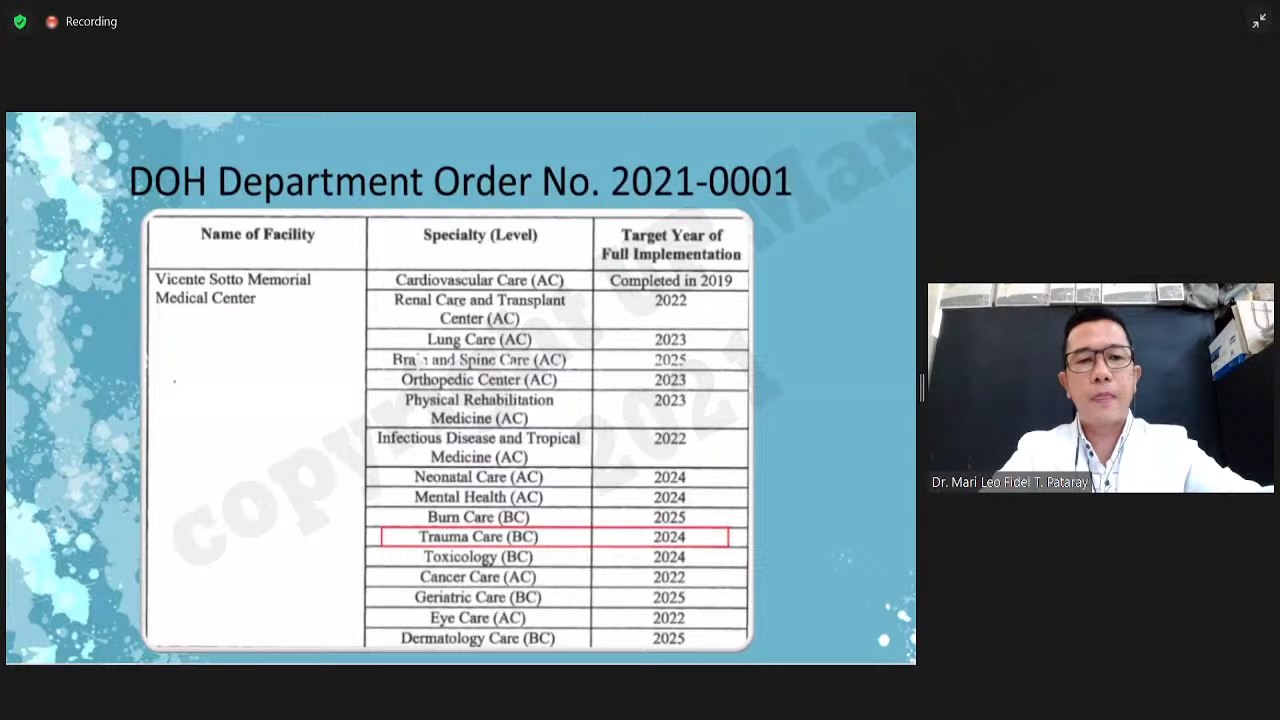 Recording
DOH Department Order No. 2021-0001
Name of Facility Specialty (Level) Target Year of
Full Implementation
Vicente Sotto Memorial Cardiovascular Care (AC) Completed in 2019
Medical Center Renal Care and Transplant 2022
Center (AC)
Lung Care (AC) 2023
Brain and Spine Care (AC) 2025
Orthopedic Center (AC) 2023
Physical Rehabilitation 2023
Medicine (AC)
Infectious Disease and Tropical 2022
Medicine (AC)
Neonatal Care (AC) 2024
Mental Health (AC) 2024
Burn Care (BC) 2025
Trauma Care (BC) 2024
Toxicology (BC) 2024
Cancer Care (AC) 2022
Geriatric Care (BC) 2025
Eye Care (AC) 2022
Dermatology Care (BC) 2025
Dr. Mari Leo Fidel T. Pataray
2021